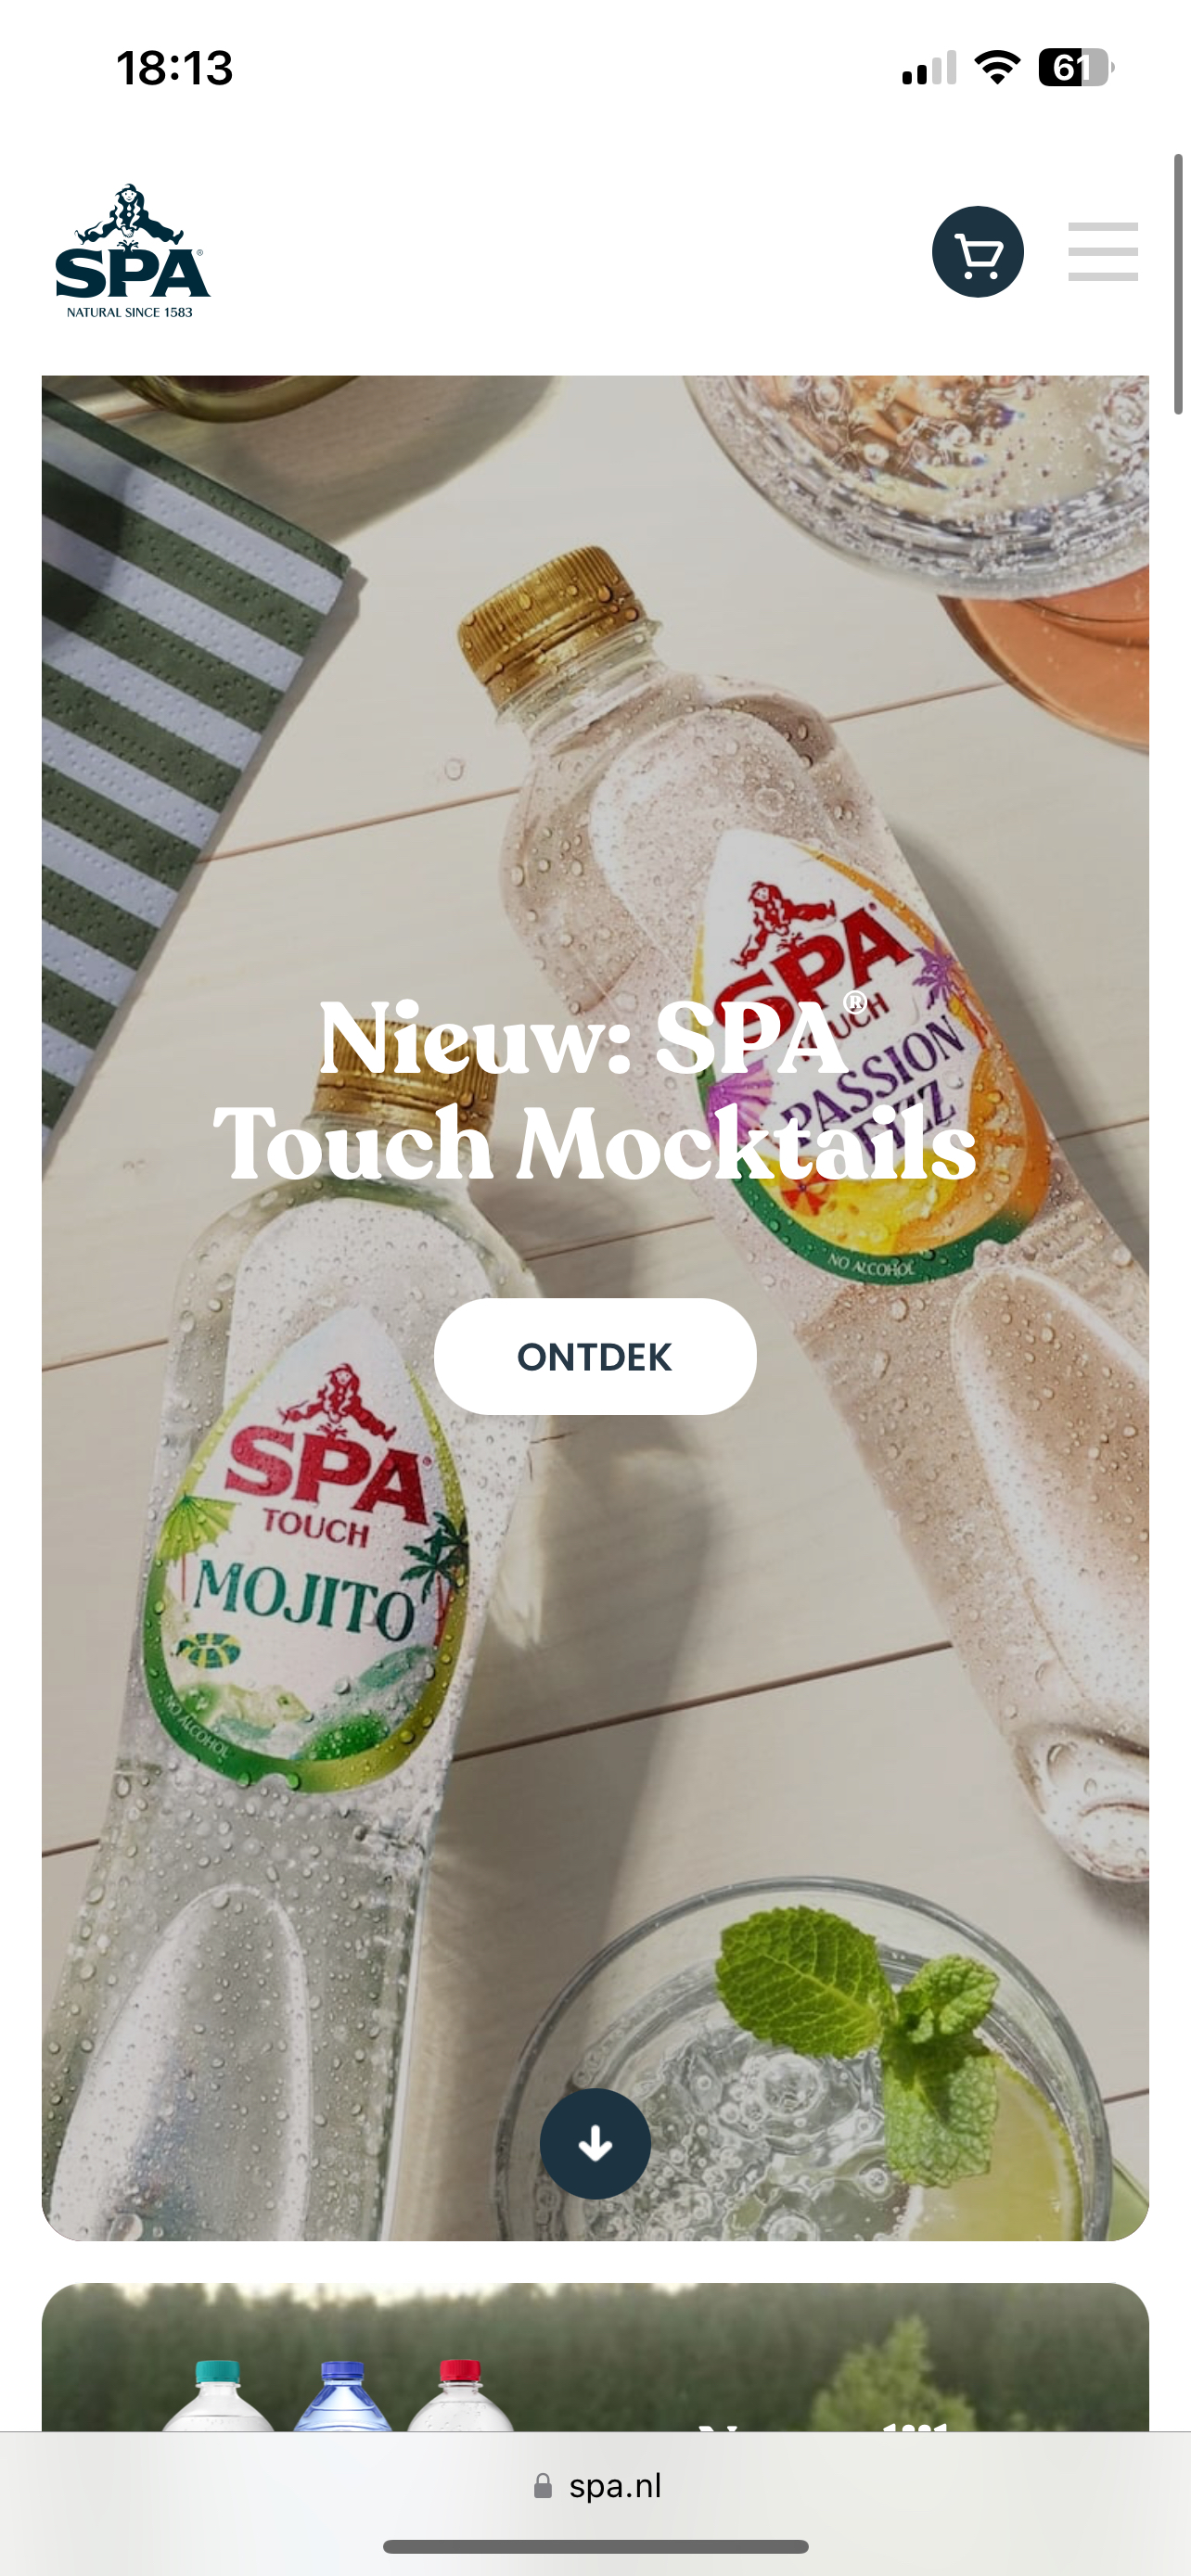 18:13
61
SPA®
NATURAL SINCE 1583
SPA
TOUCH
PASSION
FIZZ
NO ALCOHOL
Nieuw: SPA®
Touch Mocktails
ONTDEK
SPA
TOUCH
MOJITO
NO ALCOHOL
spa.nl